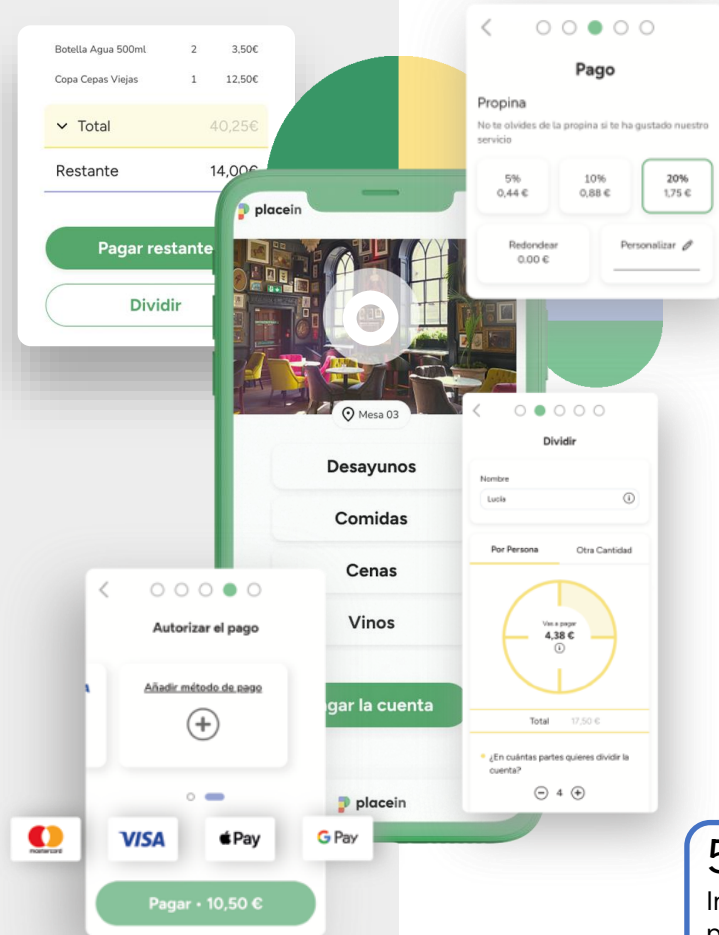 Botella Agua 500ml 2 3,50€
Copa Cepas Viejas 1 12,50€
Total 40,25€
Restante 14,00€
Pagar restante
Dividir
Pago
Propina
No te olvides de la propina si te ha gustado nuestro
servicio
5% 10% 20%
0,44 € 0,88 € 1,75 €
Redondear Personalizar
0.00 €
placein
Mesa 03
Desayunos
Comidas
Cenas
Vinos
gar la cuenta
placein
Dividir
Nombre
Lucía
Por Persona Otra Cantidad
Vas a pagar
4,38 €
Total 17,50 €
* ¿En cuántas partes quieres dividir la
cuenta?
4
Autorizar el pago
Añadir método de pago
mastercard VISA Pay G Pay
Pagar • 10,50 €